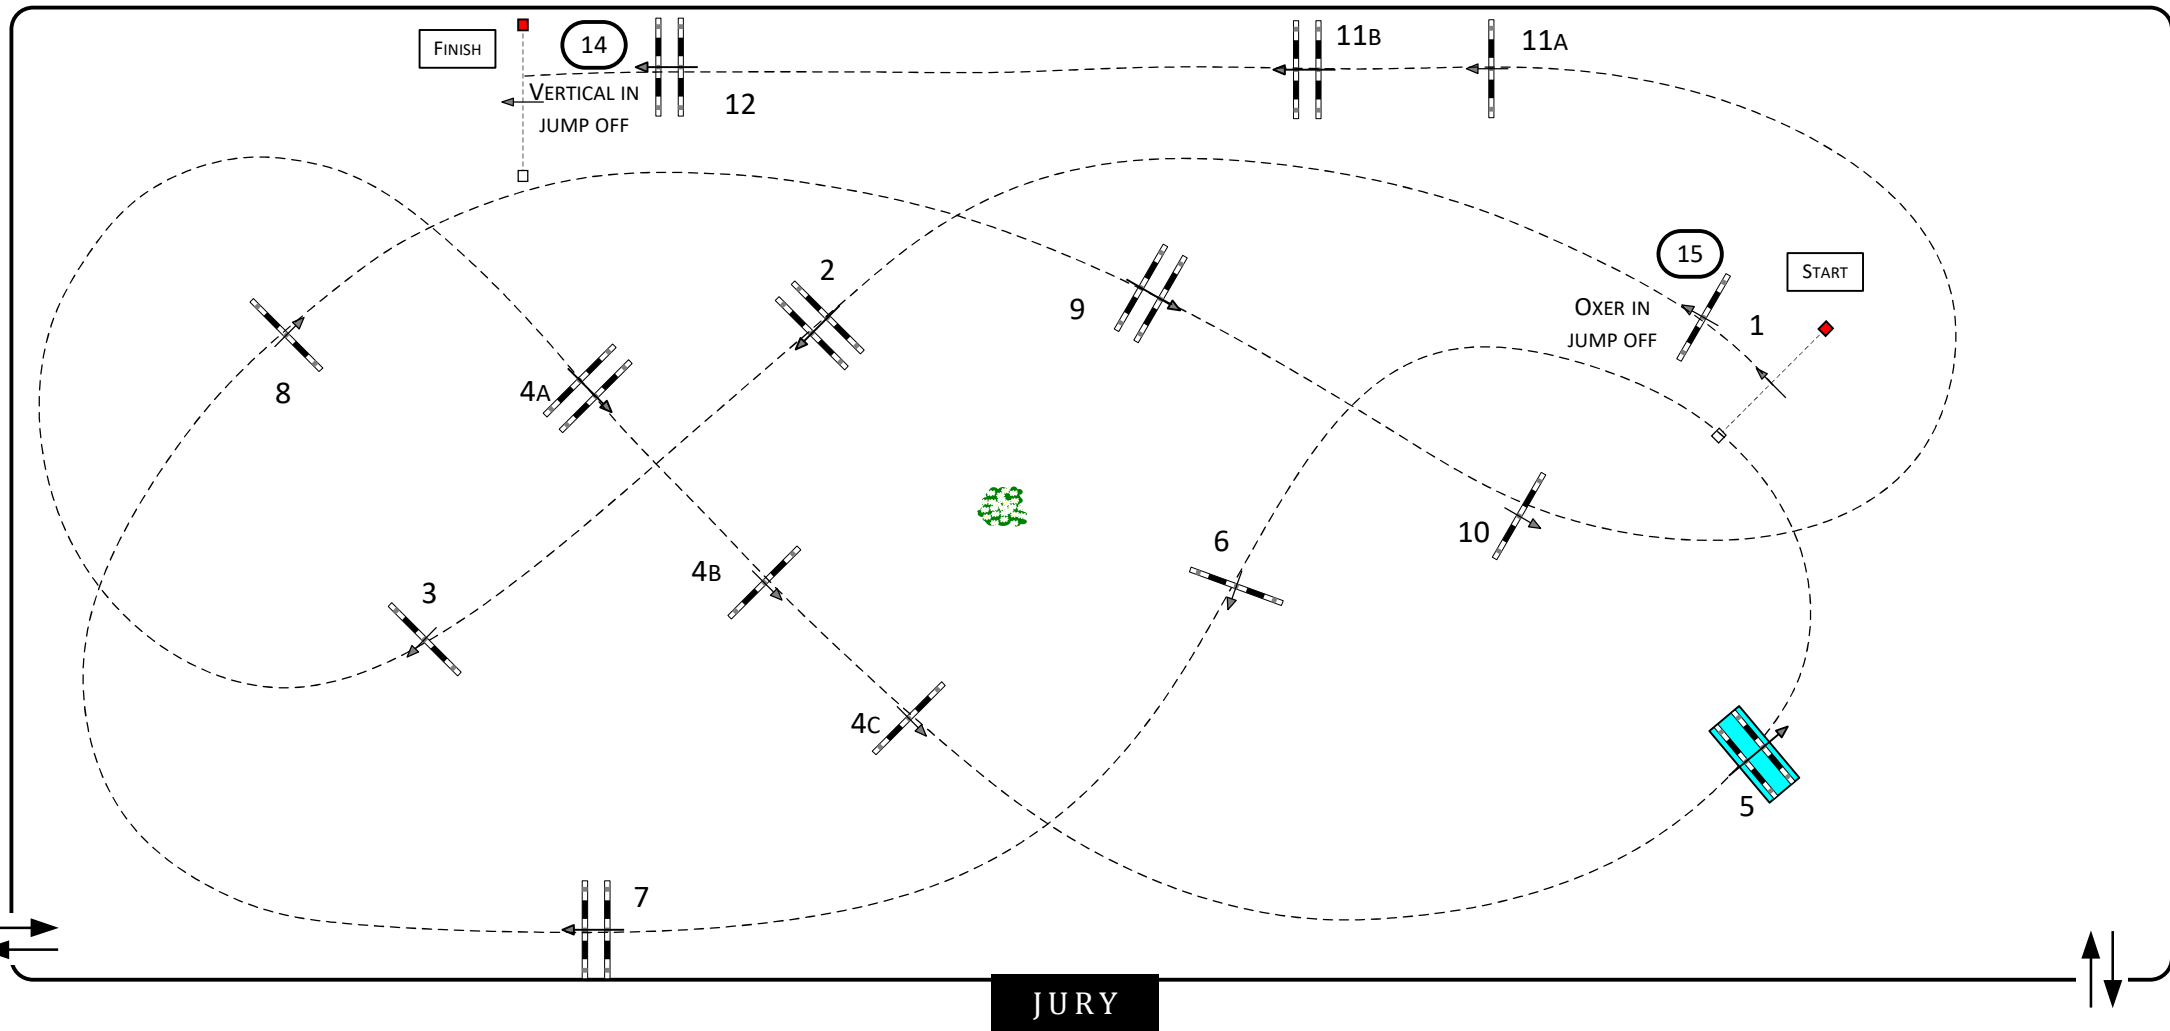 FINISH
14
11B
11A
VERTICAL IN
JUMP OFF
12
2
15
START
OXER IN
JUMP OFF
1
9
8
4A
6
10
4B
3
4C
5
7
JURY